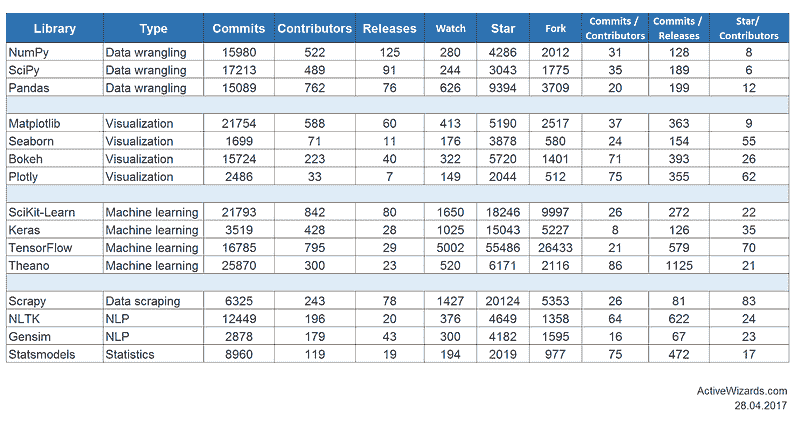 Library Type Commits Contributors Releases Watch Star Fork Commits / Contributors Commits / Releases Star/ Contributors
NumPy Data wrangling 15980 522 125 280 4286 2012 31 128 8
SciPy Data wrangling 17213 489 91 244 3043 1775 35 189 6
Pandas Data wrangling 15089 762 76 626 9394 3709 20 199 12
Matplotlib Visualization 21754 588 60 413 5190 2517 37 363 9
Seaborn Visualization 1699 71 11 176 3878 580 24 154 55
Bokeh Visualization 15724 223 40 322 5720 1401 71 393 26
Plotly Visualization 2486 33 7 149 2044 512 75 355 62
SciKit-Learn Machine learning 21793 842 80 1650 18246 9997 26 272 22
Keras Machine learning 3519 428 28 1025 15043 5227 8 126 35
TensorFlow Machine learning 16785 795 29 5002 55486 26433 21 579 70
Theano Machine learning 25870 300 23 520 6171 2116 86 1125 21
Scrapy Data scraping 6325 243 78 1427 20124 5353 26 81 83
NLTK NLP 12449 196 20 376 4649 1358 64 622 24
Gensim NLP 2878 179 43 300 4182 1595 16 67 23
Statsmodels Statistics 8960 119 19 194 2019 977 75 472 17
ActiveWizards.com
28.04.2017